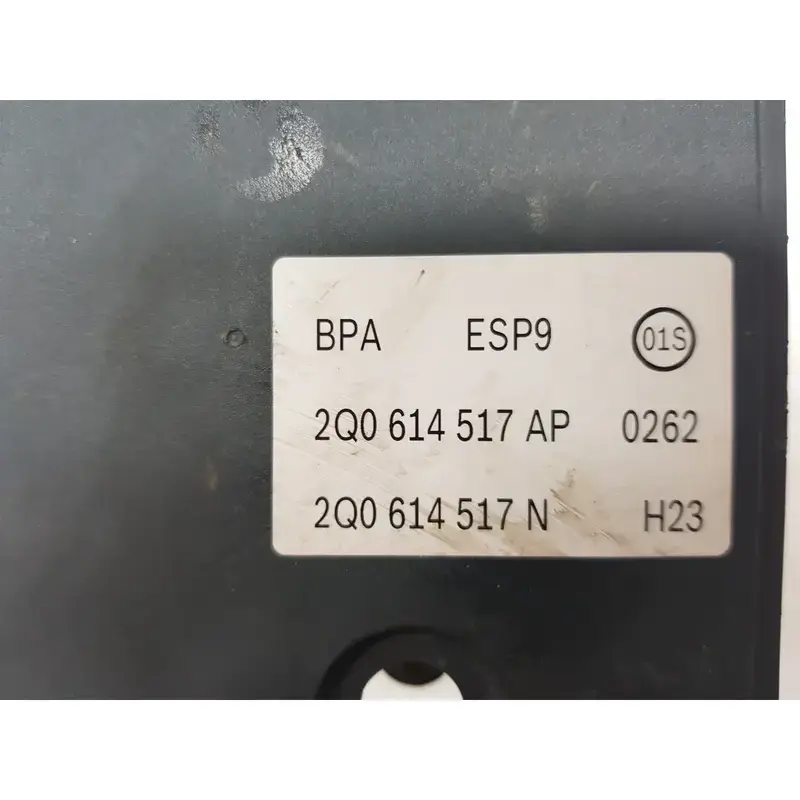 BPA ESP9 01S
2Q0 614 517 AP 0262
2Q0 614 517 N H23